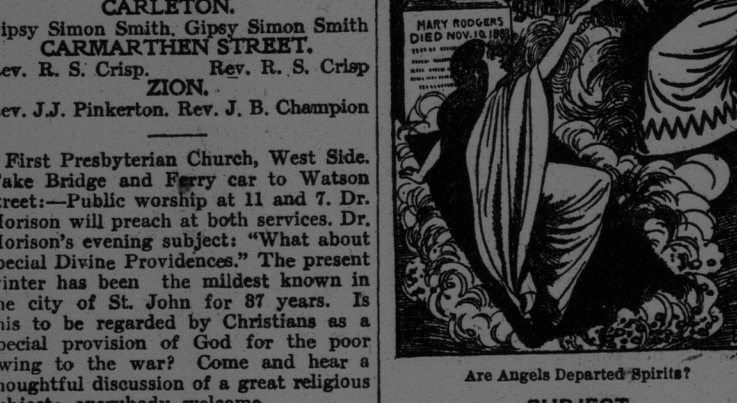 CARLETON.
ipsy Simon Smith. Gipsy Simon Smith
CARMARTHEN STREET.
ev. R. S. Crisp. Rev. R. S. Crisp
ZION.
ev. J.J. Pinkerton. Rev. J. B. Champion
First Presbyterian Church, West Side.
ake Bridge and Ferry car to Watson
treet:—Public worship at 11 and 7. Dr.
orison will preach at both services. Dr.
orison's evening subject: "What about
pecial Divine Providences." The present
inter has been the mildest known in
he city of St. John for 87 years. Is
his to be regarded by Christians as a
pecial provision of God for the poor
wing to the war? Come and hear a
houghtful discussion of a great religious
everybody welcome
MARY RODGERS
DIED NOV. 10.
Are Angels Departed Spirits?
SUBJECT